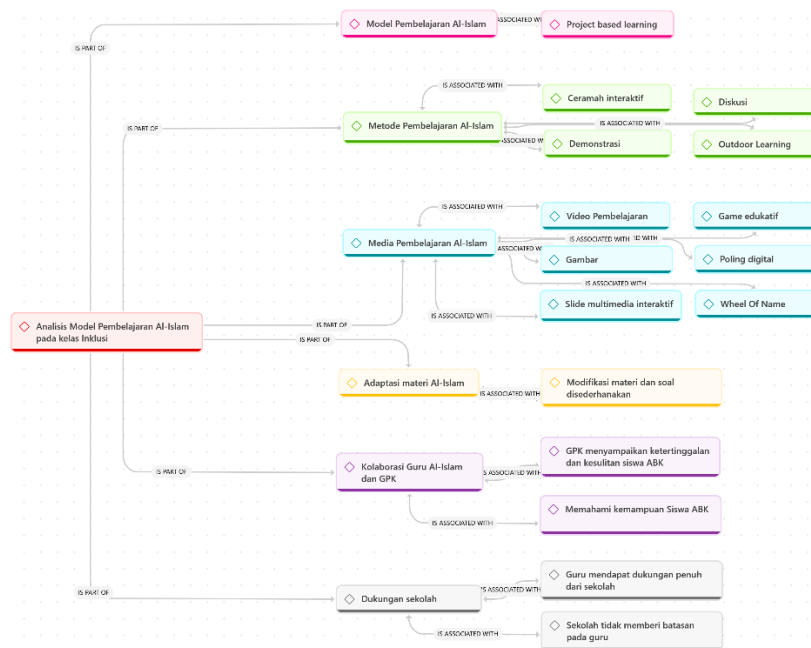 Model Pembelajaran Al-Islam
IS ASSOCIATED WI
Project based learning
IS PART OF
IS ASSOCIATED WITH
Ceramah interaktif
Diskusi
IS PART OF
Metode Pembelajaran Al-Islam
IS ASSOCIATED WITH
ASSOCIATED W
Demonstrasi
Outdoor Learning
IS ASSOCIATED WITH
Video Pembelajaran
Game edukatif
Media Pembelajaran Al-Islam
IS ASSOCIATED WITH
ED WITH
ASSOCIATED W
Gambar
Poling digital
IS ASSOCIATED WITH
Slide multimedia interaktif
Wheel Of Name
IS ASSOCIATED WITH
Analisis Model Pembelajaran Al-Islam
pada kelas Inklusi
IS PART OF
IS PART OF
Adaptasi materi Al-Islam
IS ASSOCIATED WITH
Modifikasi materi dan soal
disederhanakan
IS PART OF
Kolaborasi Guru Al-Islam
dan GPK
S ASSOCIATED WITH
GPK menyampaikan ketertinggalan
dan kesulitan siswa ABK
IS ASSOCIATED WITH
Memahami kemampuan Siswa ABK
IS PART OF
Dukungan sekolah
S ASSOCIATED WITH
Guru mendapat dukungan penuh
dari sekolah
IS ASSOCIATED WITH
Sekolah tidak memberi batasan
pada guru